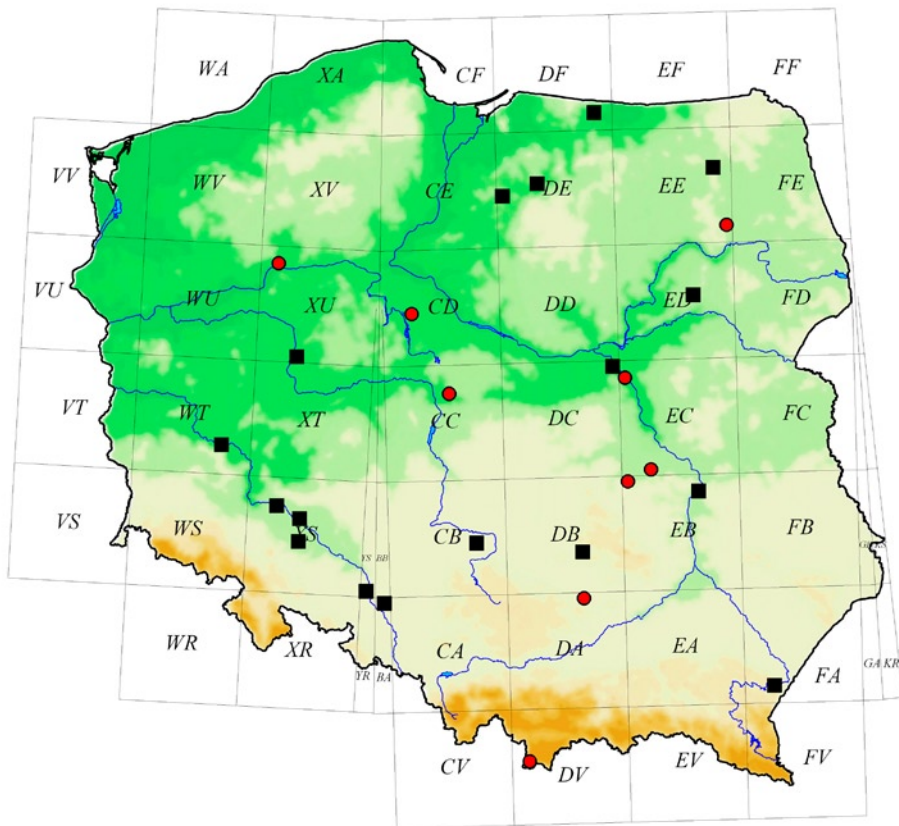 WA XA CF DF EF FF
VV WV XV CE DE EE FE
VU WU XU CD DD ED FD
VT WT XT CC DC EC FC
VS WS YS BB CB DB EB FB
WR XR YR BA CA DA EA FA GA KR
CV DV EV FV